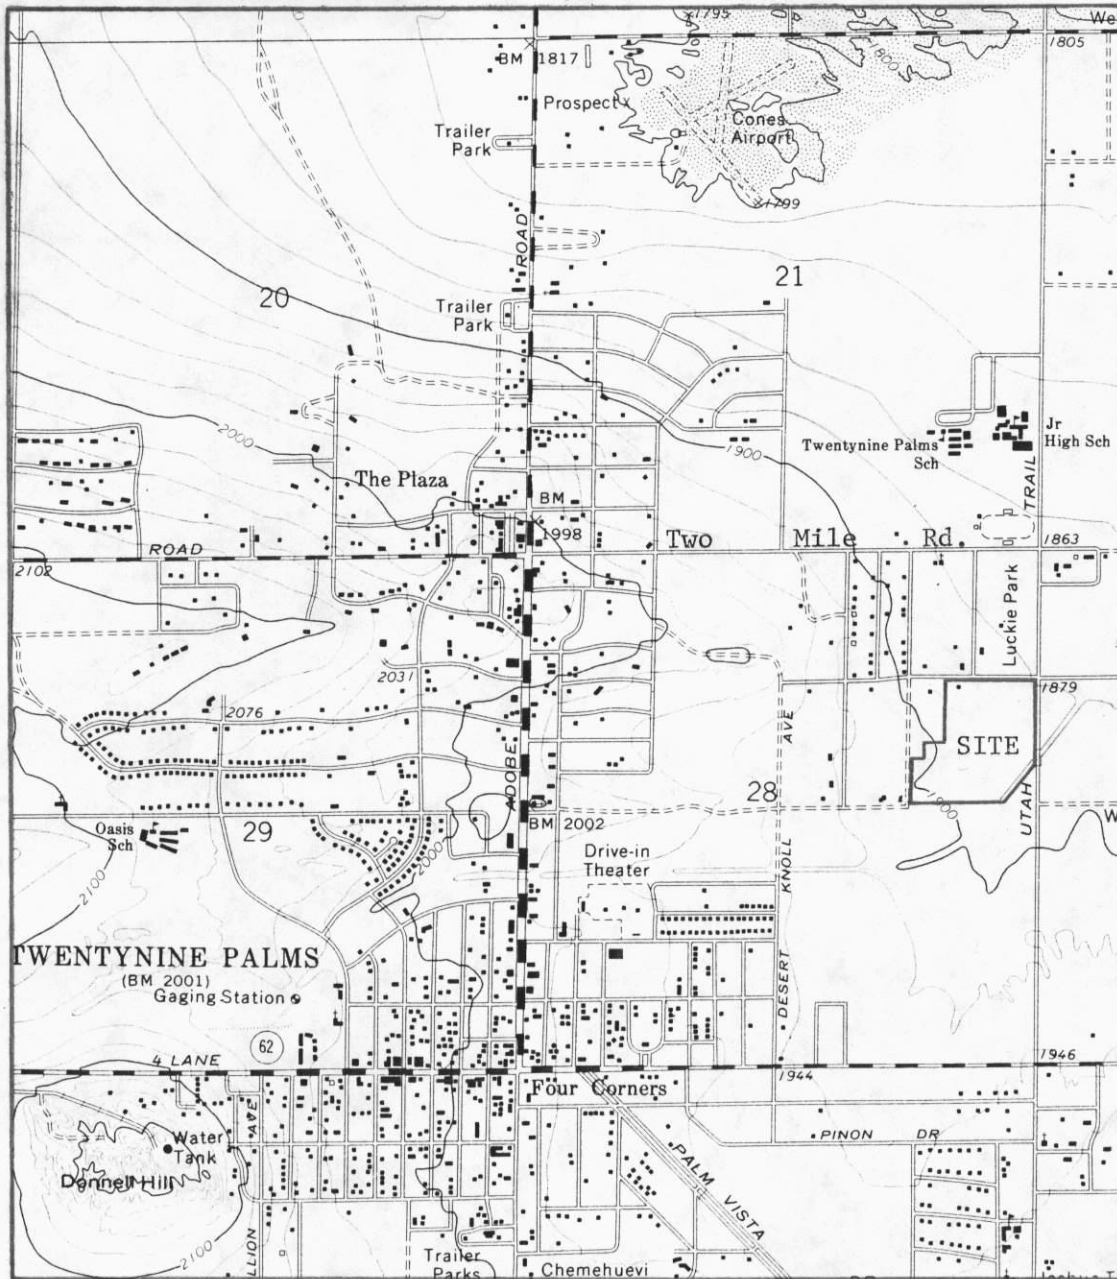 ×1795
We
1805
BM 1817
1800
Prospect×
Cones
Airport
Trailer
Park
×1799
ROAD
20
21
Trailer
Park
2000
1900
Twentynine Palms
Sch
Jr
High Sch
The Plaza
BM
TRAIL
1998
ROAD
Two Mile Rd
1863
2102
Luckie Park
2031
2076
1879
AVE
SITE
ADOBE
28
1900
UTAH
W
BM 2002
Oasis
Sch
29
2000
Drive-in
Theater
2100
KNOLL
TWENTYNINE PALMS
(BM 2001)
Gaging Station
DESERT
62
4 LANE
1946
1944
Four Corners
AVE
Water
Tank
PINON DR
Donnell Hill
PALM VISTA
2100
LLION
Trailer
Parks
Chemehuevi